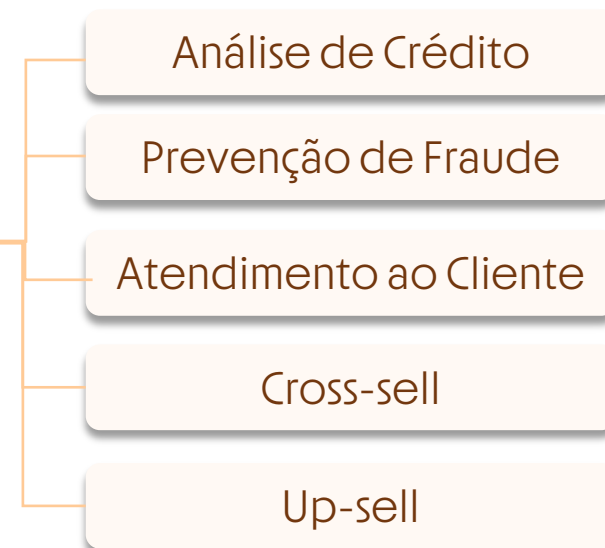 Análise de Crédito
Prevenção de Fraude
Atendimento ao Cliente
Cross-sell
Up-sell